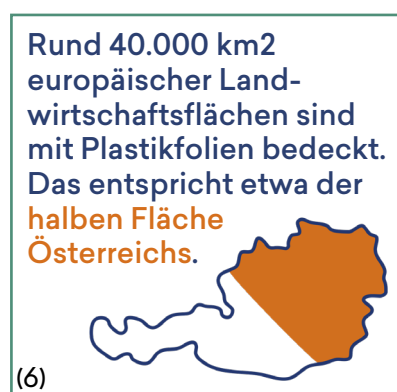 Rund 40.000 km2
europäischer Land-
wirtschaftsflächen sind
mit Plastikfolien bedeckt.
Das entspricht etwa der
halben Fläche
Österreichs.
(6)